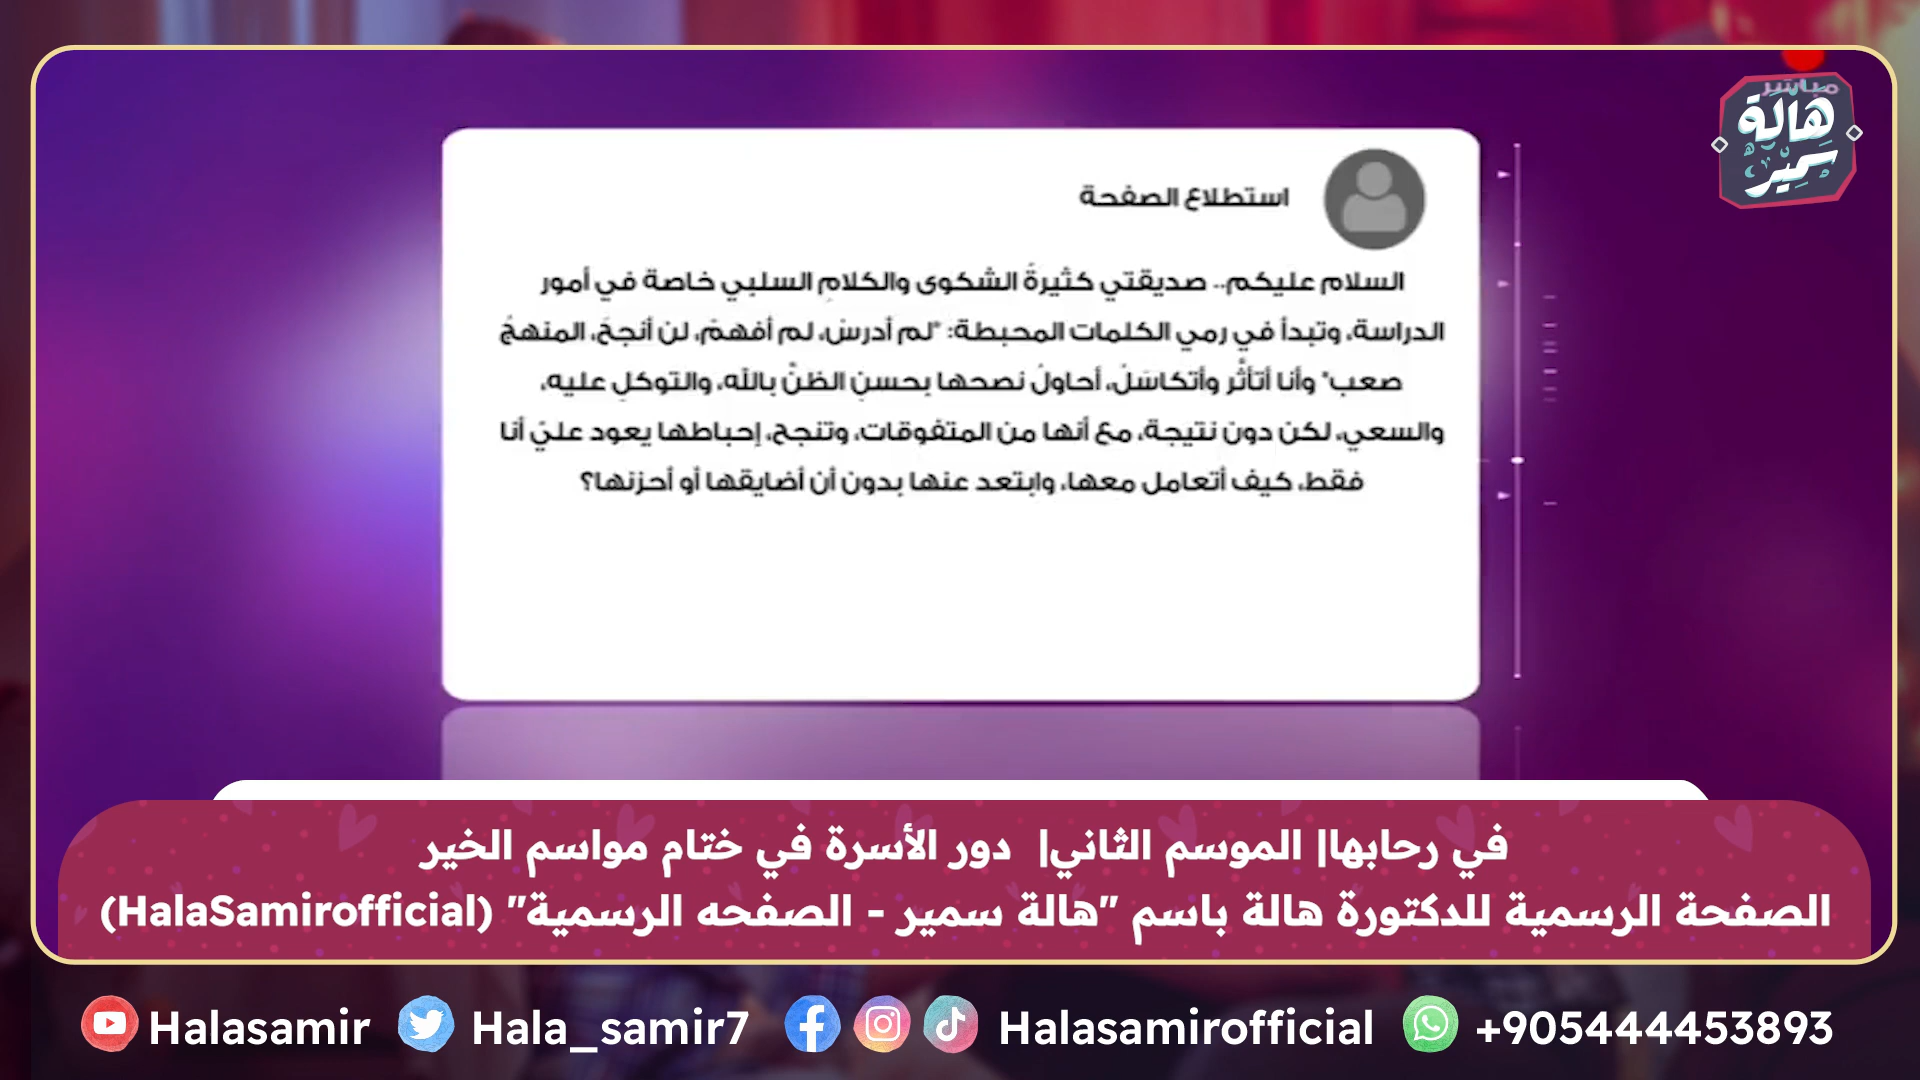 مباشر
هالة
سمير
استطلاع الصفحة
السلام عليكم.. صديقتي كثيرةُ الشكوى والكلامِ السلبي خاصة في أمور
الدراسة، وتبدأ في رمي الكلمات المحبطة: "لم أدرسْ، لم أفهمْ، لن أنجحَ، المنهجُ
صعب" وأنا أتأثَّر وأتكاسَلُ، أحاولُ نصحها بحسنِ الظنِّ بالله، والتوكلِ عليه،
والسعي، لكن دون نتيجة، مع أنها من المتفوقات، وتنجح، إحباطها يعود عليّ أنا
فقط، كيف أتعامل معها، وابتعد عنها بدون أن أضايقها أو أحزنها؟
في رحابها| الموسم الثاني| دور الأسرة في ختام مواسم الخير
الصفحة الرسمية للدكتورة هالة باسم "هالة سمير - الصفحه الرسمية" (HalaSamirofficial)
Halasamir Hala_samir7 Halasamirofficial +905444453893